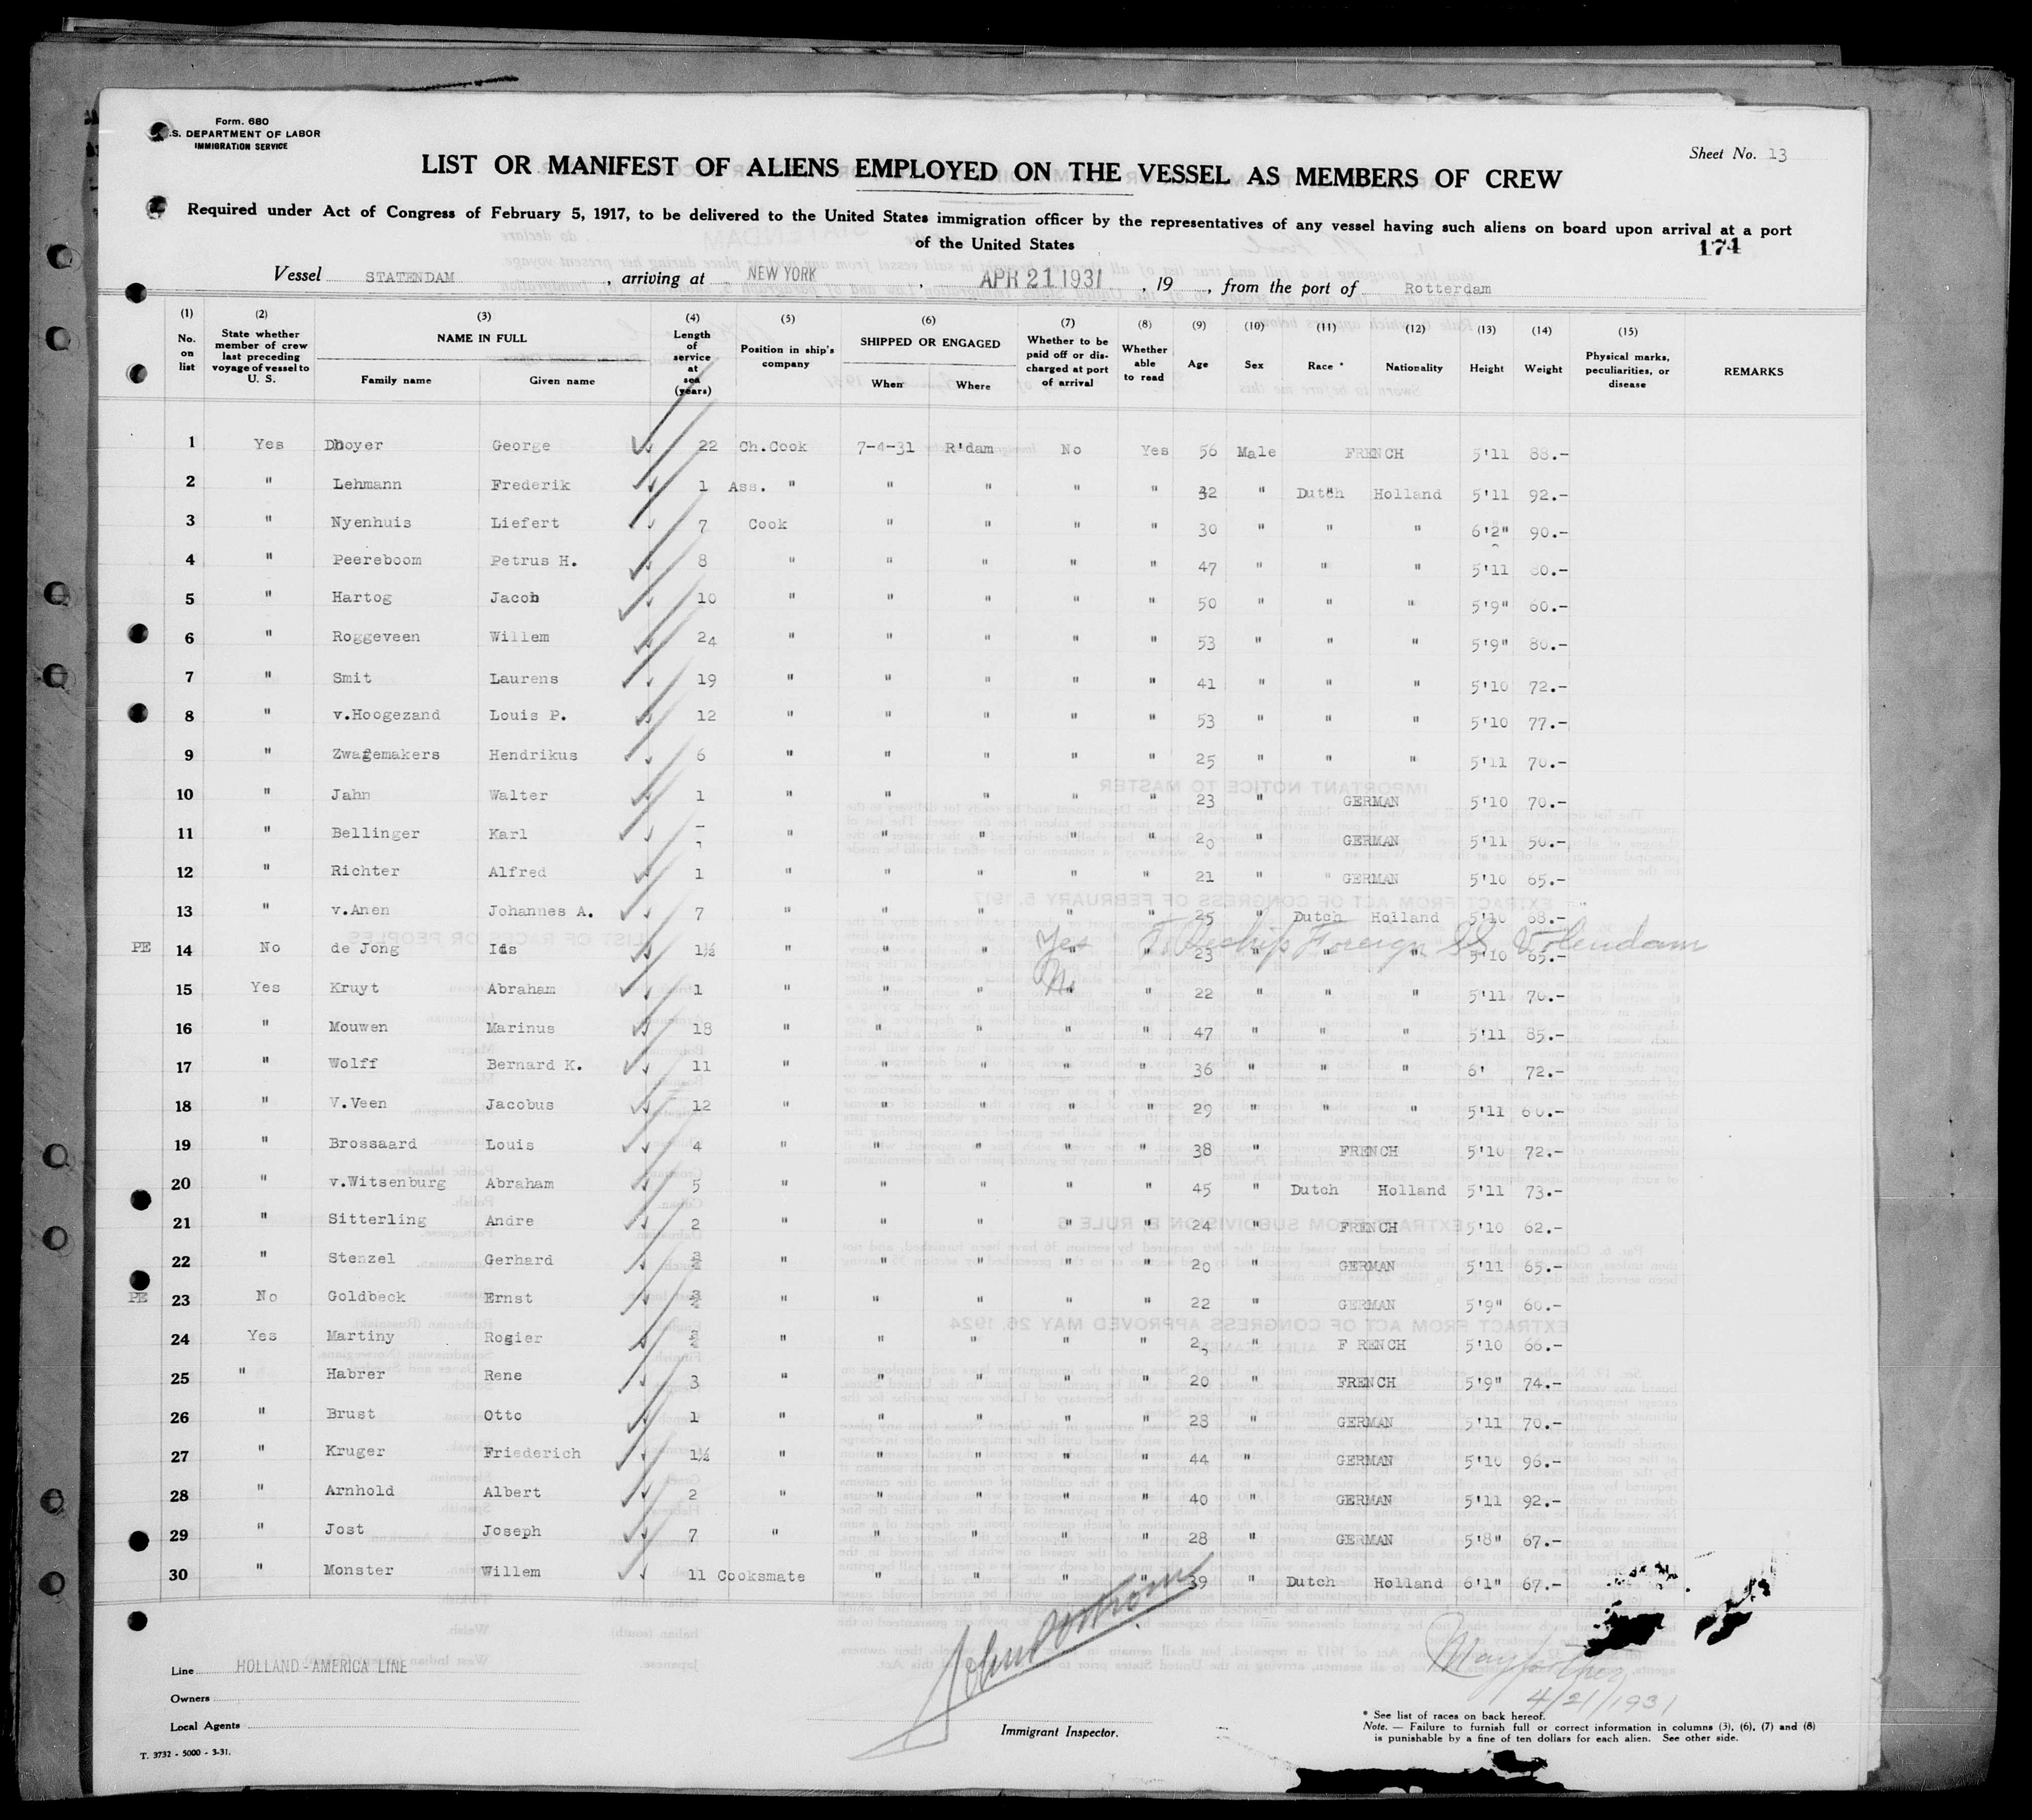 Form. 680
U.S. DEPARTMENT OF LABOR
IMMIGRATION SERVICE
Sheet No. 13
LIST OR MANIFEST OF ALIENS EMPLOYED ON THE VESSEL AS MEMBERS OF CREW
Required under Act of Congress of February 5, 1917, to be delivered to the United States immigration officer by the representatives of any vessel having such aliens on board upon arrival at a port
of the United States
174
Vessel STATENDAM , arriving at NEW YORK , APR 21 1931 , 19 , from the port of Rotterdam
(1) No. on list (2) State whether member of crew last preceding voyage of vessel to U. S. (3) NAME IN FULL Family name Given name (4) Length of service at sea (years) (5) Position in ship's company (6) SHIPPED OR ENGAGED When Where (7) Whether to be paid off or discharged at port of arrival (8) Whether able to read (9) Age (10) Sex (11) Race * (12) Nationality (13) Height (14) Weight (15) Physical marks, peculiarities, or disease REMARKS
1 Yes Dhoyer George 22 Ch.Cook 7-4-31 R'dam No Yes 56 Male FRENCH 5'11 88.-
2 " Lehmann Frederik 1 Ass. " " " " " 32 " Dutch Holland 5'11 92.-
3 " Nyenhuis Liefert 7 Cook " " " " 30 " " " 6'2" 90.-
4 " Peereboom Petrus H. 8 " " " " " 47 " " " 5'11 80.-
5 " Hartog Jacob 10 " " " " " 50 " " " 5'9" 60.-
6 " Roggeveen Willem 24 " " " " " 53 " " " 5'9" 80.-
7 " Smit Laurens 19 " " " " " 41 " " " 5'10 72.-
8 " v.Hoogezand Louis P. 12 " " " " " 53 " " " 5'10 77.-
9 " Zwagemakers Hendrikus 6 " " " " " 25 " " " 5'11 70.-
10 " Jahn Walter 1 " " " " " 23 " GERMAN 5'10 70.-
11 " Bellinger Karl 1 " " " " " 20 " GERMAN 5'11 50.-
12 " Richter Alfred 1 " " " " " 21 " " GERMAN 5'10 65.-
13 " v.Anen Johannes A. 7 " " " " " 25 " Dutch Holland 5'10 68.-
PE 14 No de Jong Ids 1½ " " " Yes " " 23 " " " 5'10 65.- To Reship Foreign SS Volendam
15 Yes Kruyt Abraham 1 " " " No " " 22 " " " 5'11 70.-
16 " Mouwen Marinus 18 " " " " " 47 " " " 5'11 85.-
17 " Wolff Bernard K. 11 " " " " " 36 " " " 6' 72.-
18 " V.Veen Jacobus 12 " " " " " 29 " " " 5'11 60.-
19 " Brossaard Louis 4 " " " " " 38 " FRENCH 5'10 72.-
20 " v.Witsenburg Abraham 5 " " " " " 45 " Dutch Holland 5'11 73.-
21 " Sitterling Andre 2 " " " " " 24 " FRENCH 5'10 62.-
22 " Stenzel Gerhard " " " " " 20 " GERMAN 5'11 65.-
PE 23 No Goldbeck Ernst " " " " " 22 " GERMAN 5'9" 60.-
24 Yes Martiny Rogier " " " " " " F RENCH 5'10 66.-
25 " Habrer Rene 3 " " " " " 20 " FRENCH 5'9" 74.-
26 " Brust Otto 1 " " " " " 28 " GERMAN 5'11 70.-
27 " Kruger Friederich 1½ " " " " " 44 " GERMAN 5'10 96.-
28 " Arnhold Albert 2 " " " " " 40 " GERMAN 5'11 92.-
29 " Jost Joseph 7 " " " " " 28 " GERMAN 5'8" 67.-
30 " Monster Willem 11 Cooksmate " " " " 39 " Dutch Holland 6'1" 67.-
Line HOLLAND-AMERICA LINE
Owners
Local Agents
T. 3732 - 5000 - 3-31.
Immigrant Inspector.
4/21/1931
* See list of races on back hereof.
Note. — Failure to furnish full or correct information in columns (3), (6), (7) and (8)
is punishable by a fine of ten dollars for each alien. See other side.